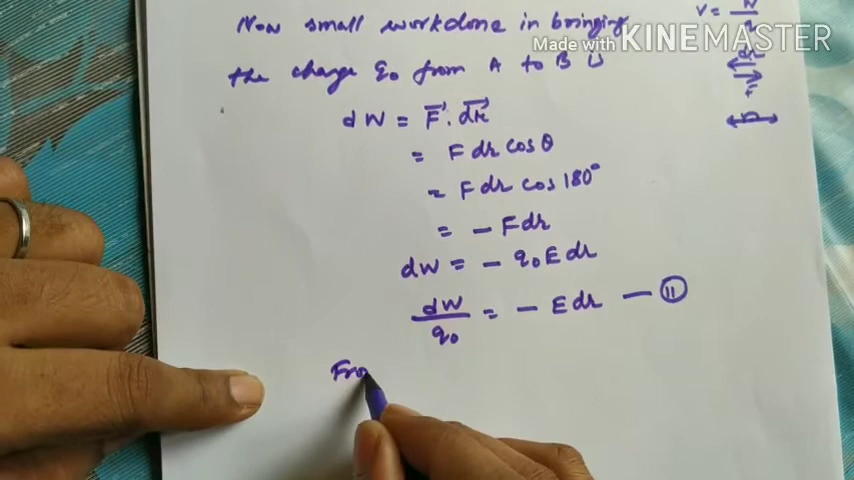 Now small workdone in bringing
the charge q₀ from A to B is
dW = F⃗ · dr⃗
= F dr cos θ
= F dr cos 180°
= − F dr
dW = − q₀ E dr
dW/q₀ = − E dr — (11)
Fro
V = W/q
dr
F
Made with KINEMASTER